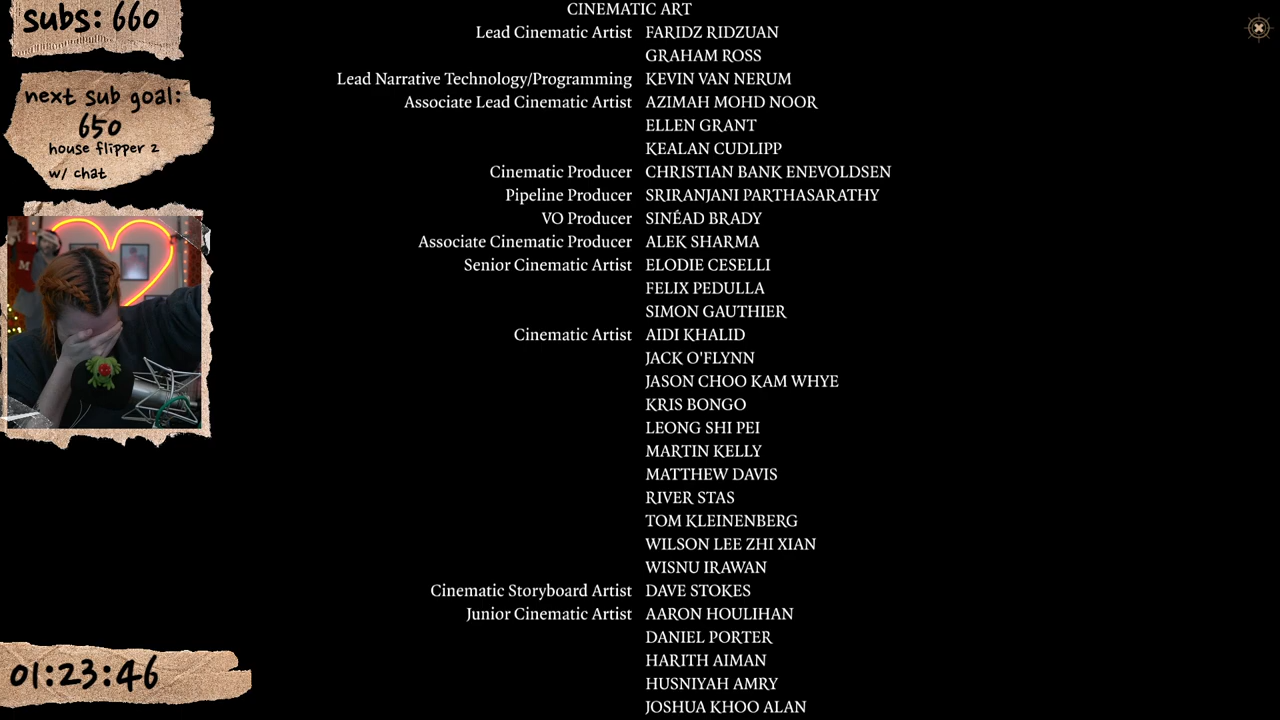 subs: 660
next sub goal:
650
house flipper 2
w/ chat
M
01:23:46
CINEMATIC ART
Lead Cinematic Artist FARIDZ RIDZUAN
GRAHAM ROSS
Lead Narrative Technology/Programming KEVIN VAN NERUM
Associate Lead Cinematic Artist AZIMAH MOHD NOOR
ELLEN GRANT
KEALAN CUDLIPP
Cinematic Producer CHRISTIAN BANK ENEVOLDSEN
Pipeline Producer SRIRANJANI PARTHASARATHY
VO Producer SINÉAD BRADY
Associate Cinematic Producer ALEK SHARMA
Senior Cinematic Artist ELODIE CESELLI
FELIX PEDULLA
SIMON GAUTHIER
Cinematic Artist AIDI KHALID
JACK O'FLYNN
JASON CHOO KAM WHYE
KRIS BONGO
LEONG SHI PEI
MARTIN KELLY
MATTHEW DAVIS
RIVER STAS
TOM KLEINENBERG
WILSON LEE ZHI XIAN
WISNU IRAWAN
Cinematic Storyboard Artist DAVE STOKES
Junior Cinematic Artist AARON HOULIHAN
DANIEL PORTER
HARITH AIMAN
HUSNIYAH AMRY
JOSHUA KHOO ALAN